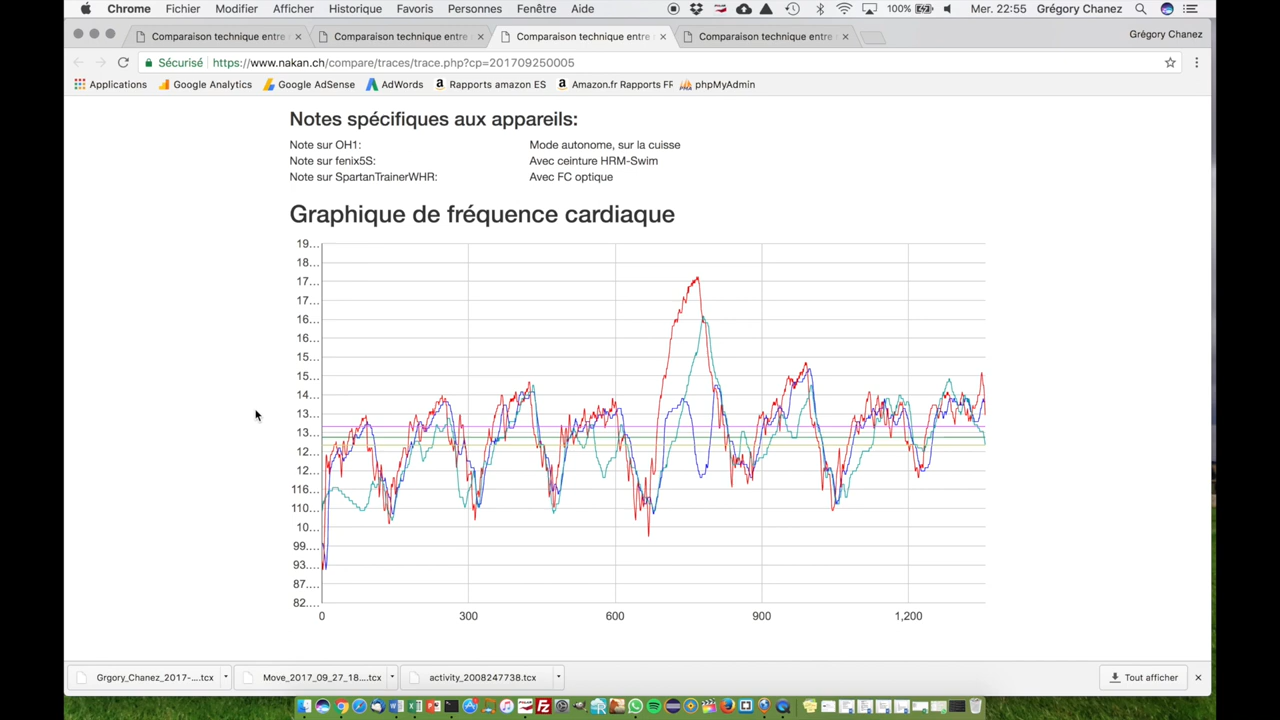 Chrome Fichier Modifier Afficher Historique Favoris Personnes Fenêtre Aide 100% Mer. 22:55 Grégory Chanez
Comparaison technique entre Comparaison technique entre Comparaison technique entre Comparaison technique entre Grégory Chanez
Sécurisé https://www.nakan.ch/compare/traces/trace.php?cp=201709250005
Applications Google Analytics Google AdSense AdWords Rapports amazon ES Amazon.fr Rapports FR phpMyAdmin
Notes spécifiques aux appareils:
Note sur OH1: Mode autonome, sur la cuisse
Note sur fenix5S: Avec ceinture HRM-Swim
Note sur SpartanTrainerWHR: Avec FC optique
Graphique de fréquence cardiaque
19…
18…
17…
17…
16…
16…
15…
15…
14…
13…
13…
12…
12…
116…
110…
10…
99.…
93.…
87.…
82.…
0 300 600 900 1,200
Grgory_Chanez_2017-....tcx Move_2017_09_27_18....tcx activity_2008247738.tcx Tout afficher